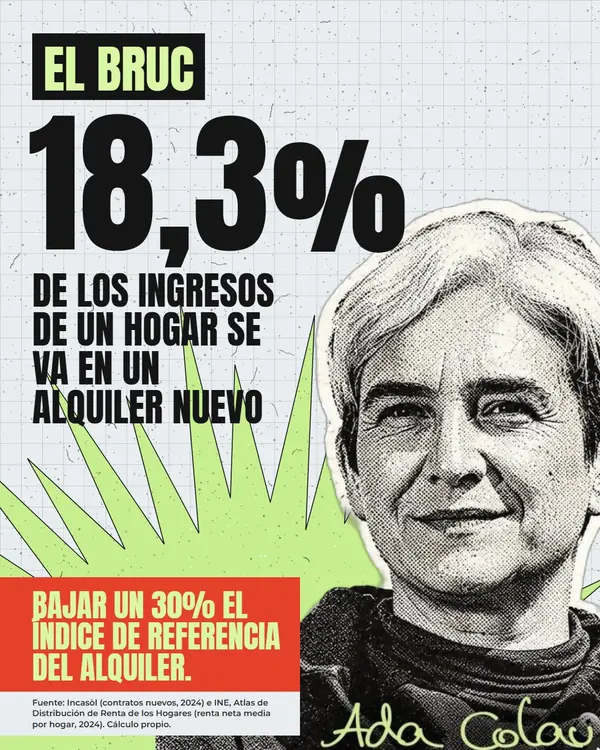 EL BRUC
18,3%
DE LOS INGRESOS
DE UN HOGAR SE
VA EN UN
ALQUILER NUEVO
BAJAR UN 30% EL
ÍNDICE DE REFERENCIA
DEL ALQUILER.
Fuente: Incasòl (contratos nuevos, 2024) e INE, Atlas de
Distribución de Renta de los Hogares (renta neta media
por hogar, 2024). Cálculo propio.
Ada Colau